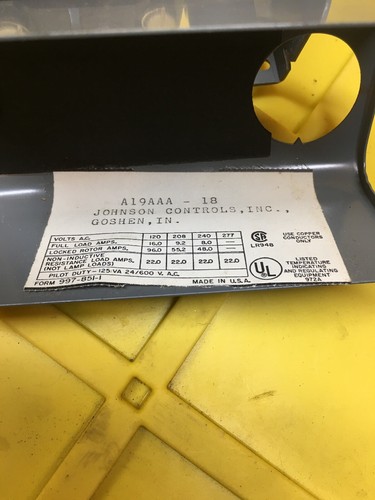 A19AAA - 18
JOHNSON CONTROLS, INC.,
GOSHEN, IN.
VOLTS A.C. 120 208 240 277
FULL LOAD AMPS. 16.0 9.2 8.0 —
LOCKED ROTOR AMPS. 96.0 55.2 48.0 —
NON-INDUCTIVE
RESISTANCE LOAD AMPS. 22.0 22.0 22.0 22.0
(NOT LAMP LOADS)
PILOT DUTY-125 VA 24/600 V. A.C.
FORM 997-851-1
MADE IN U.S.A.
SA
LR948
USE COPPER
CONDUCTORS
ONLY
UL
LISTED
TEMPERATURE
INDICATING
AND REGULATING
EQUIPMENT
972A